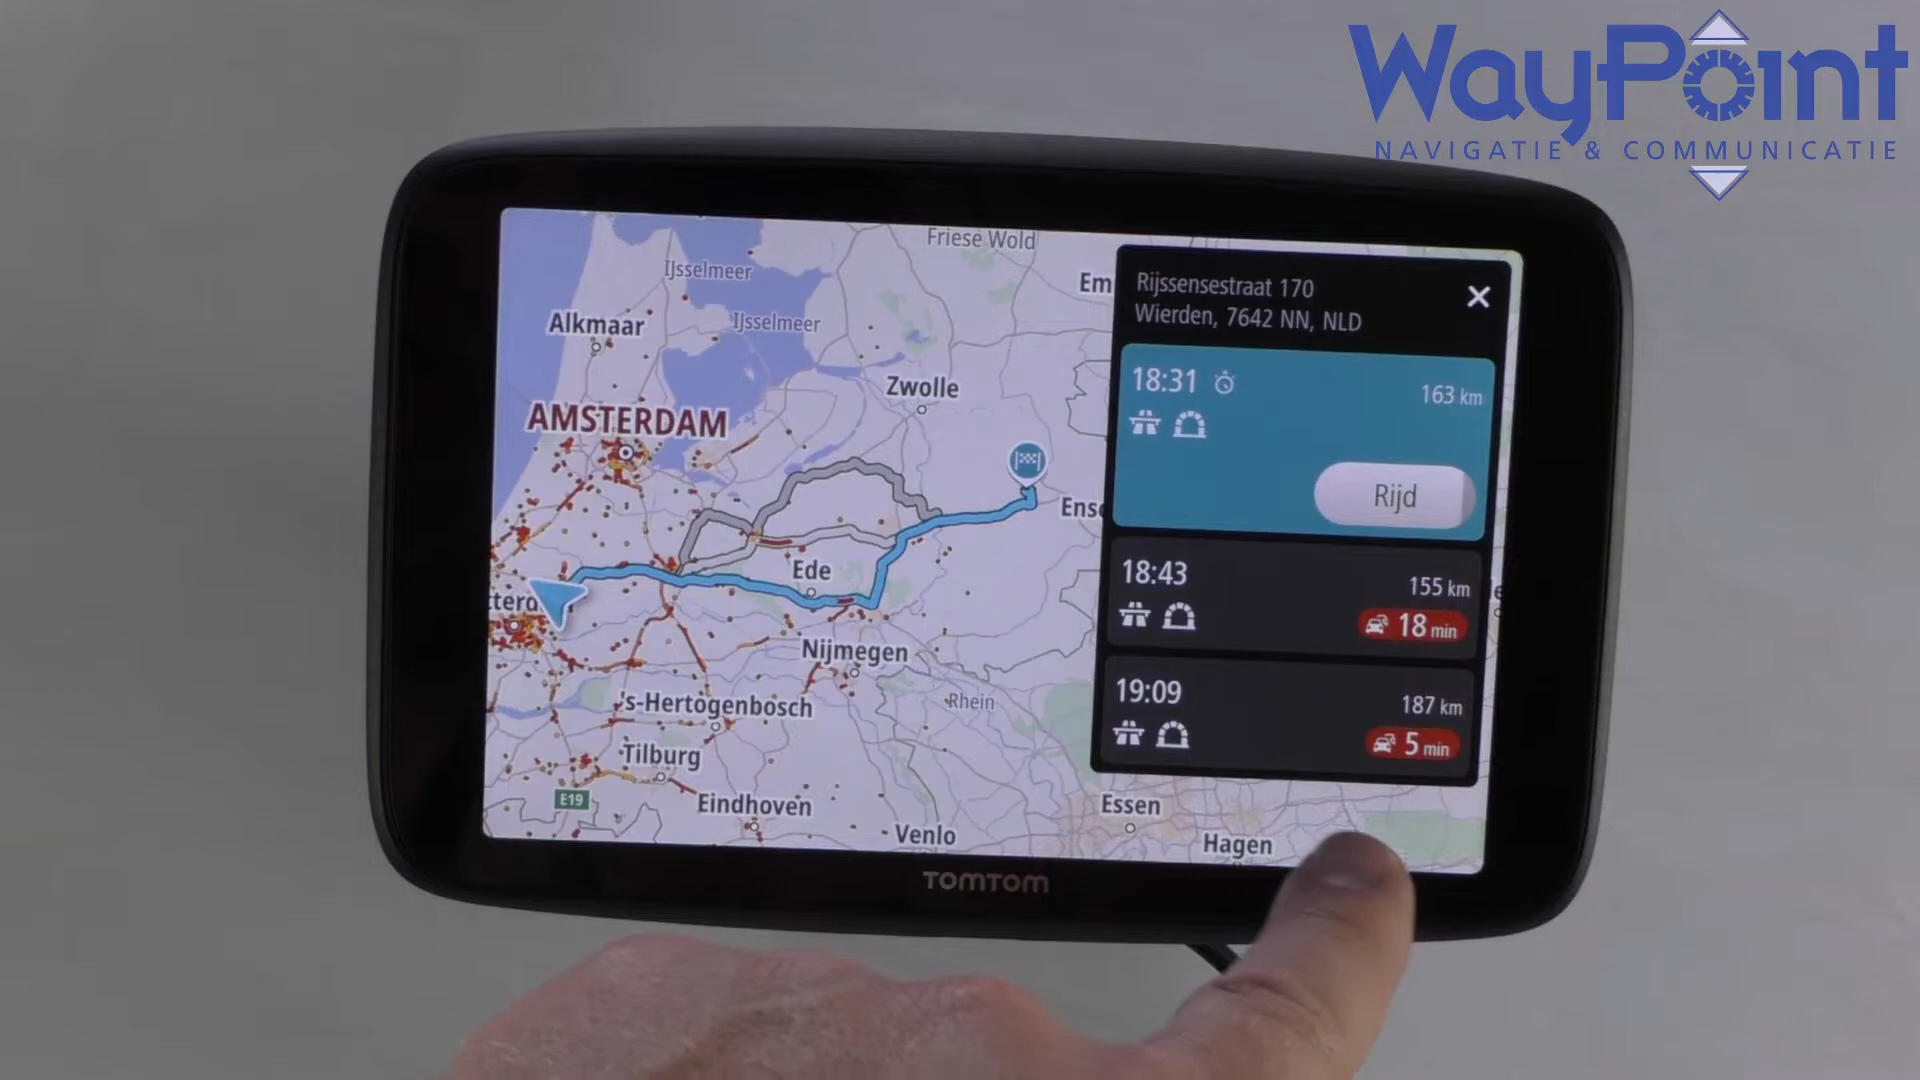 WayPoint
NAVIGATIE & COMMUNICATIE
Friese Wold
IJsselmeer
Em
Rijssensestraat 170
Wierden, 7642 NN, NLD
Alkmaar
IJsselmeer
18:31
163 km
Zwolle
AMSTERDAM
Rijd
Ensc
18:43
155 km
Ede
tterd
18 min
Nijmegen
19:09
187 km
Rhein
's-Hertogenbosch
5 min
Tilburg
E19
Eindhoven
Essen
Venlo
Hagen
TOMTOM